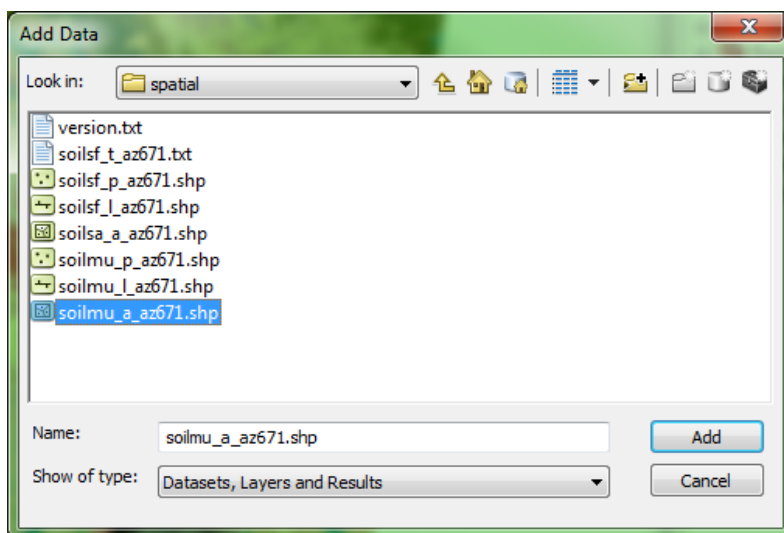 Add Data
Look in: spatial
version.txt
soilsf_t_az671.txt
soilsf_p_az671.shp
soilsf_l_az671.shp
soilsa_a_az671.shp
soilmu_p_az671.shp
soilmu_l_az671.shp
soilmu_a_az671.shp
Name: soilmu_a_az671.shp Add
Show of type: Datasets, Layers and Results Cancel